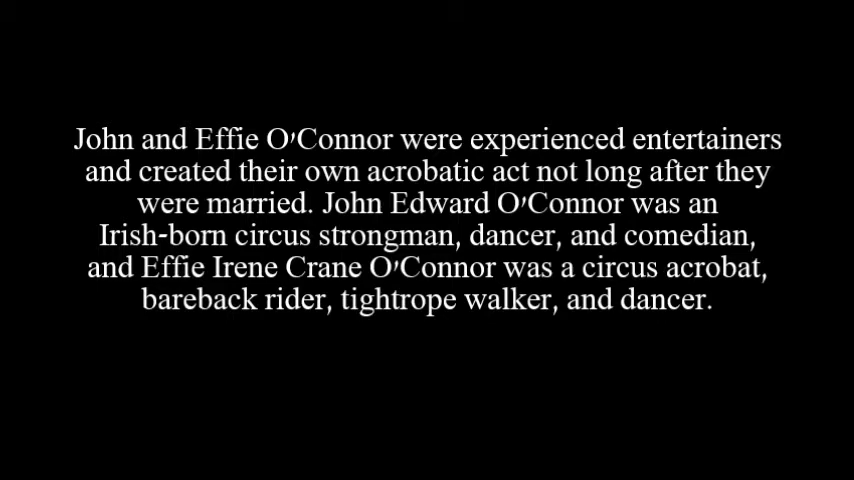 John and Effie O'Connor were experienced entertainers
and created their own acrobatic act not long after they
were married. John Edward O'Connor was an
Irish-born circus strongman, dancer, and comedian,
and Effie Irene Crane O'Connor was a circus acrobat,
bareback rider, tightrope walker, and dancer.